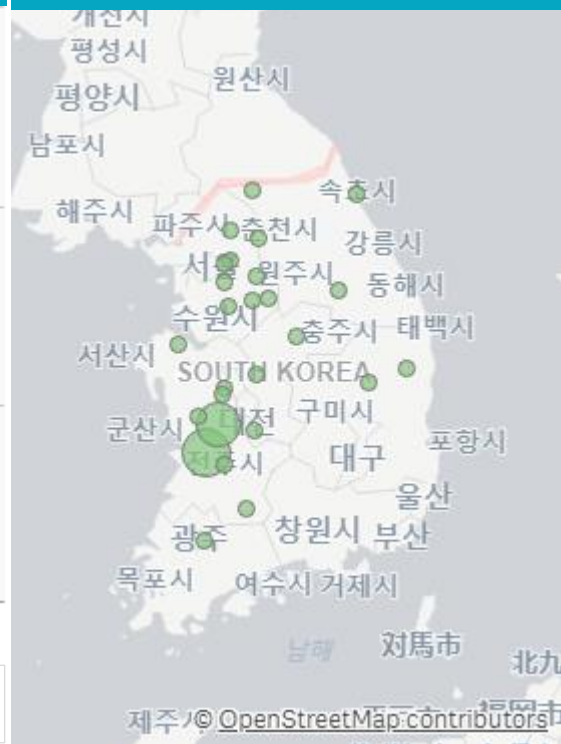 개천시
평성시
원산시
평양시
남포시
속초시
해주시
파주시
춘천시
강릉시
서울
원주시
동해시
수원시
충주시
태백시
서산시
SOUTH KOREA
군산시
대전
구미시
포항시
전주시
대구
울산
광주
창원시
부산
목포시
여수시
거제시
남해
対馬市
北九
제주시
福岡市
© OpenStreetMap contributors